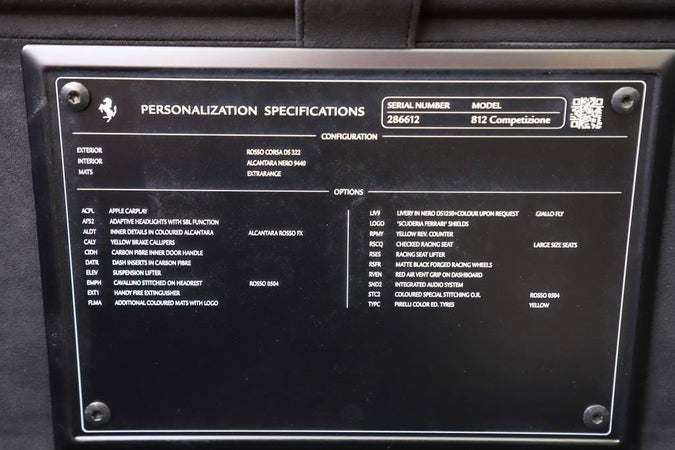 PERSONALIZATION SPECIFICATIONS
SERIAL NUMBER MODEL
286612 812 Competizione
CONFIGURATION
EXTERIOR ROSSO CORSA DS 322
INTERIOR ALCANTARA NERO 9440
MATS EXTRARANGE
OPTIONS
ACPL APPLE CARPLAY
AFS2 ADAPTIVE HEADLIGHTS WITH SBL FUNCTION
ALDT INNER DETAILS IN COLOURED ALCANTARA ALCANTARA ROSSO FX
CALY YELLOW BRAKE CALLIPERS
CIDH CARBON FIBRE INNER DOOR HANDLE
DATR DASH INSERTS IN CARBON FIBRE
ELEV SUSPENSION LIFTER
EMPH CAVALLINO STITCHED ON HEADREST ROSSO 0504
EXT1 HANDY FIRE EXTINGUISHER
FLMA ADDITIONAL COLOURED MATS WITH LOGO
LIV9 LIVERY IN NERO DS1250+COLOUR UPON REQUEST GIALLO FLY
LOGO "SCUDERIA FERRARI" SHIELDS
RPMY YELLOW REV. COUNTER
RSCQ CHECKED RACING SEAT LARGE SIZE SEATS
RSES RACING SEAT LIFTER
RSFR MATTE BLACK FORGED RACING WHEELS
RVEN RED AIR VENT GRIP ON DASHBOARD
SND2 INTEGRATED AUDIO SYSTEM
STC2 COLOURED SPECIAL STITCHING O.R. ROSSO 0504
TYPC PIRELLI COLOR ED. TYRES YELLOW